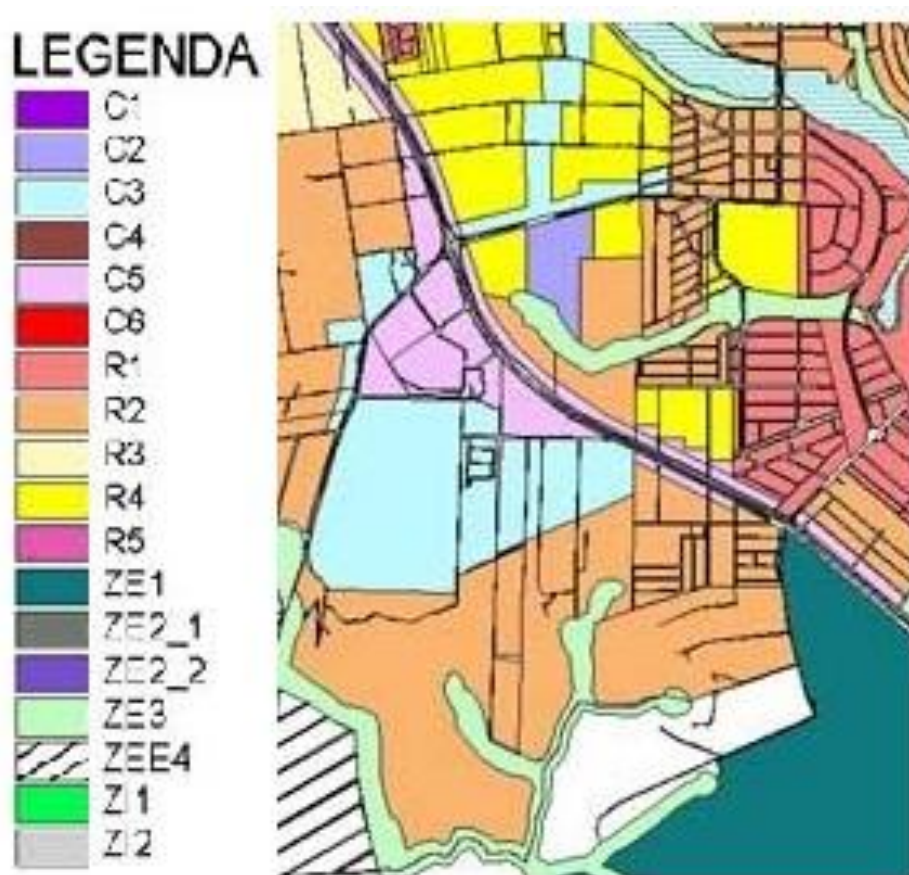 LEGENDA
C1
C2
C3
C4
C5
C6
R1
R2
R3
R4
R5
ZE1
ZE2_1
ZE2_2
ZE3
ZEE4
ZI1
ZI2